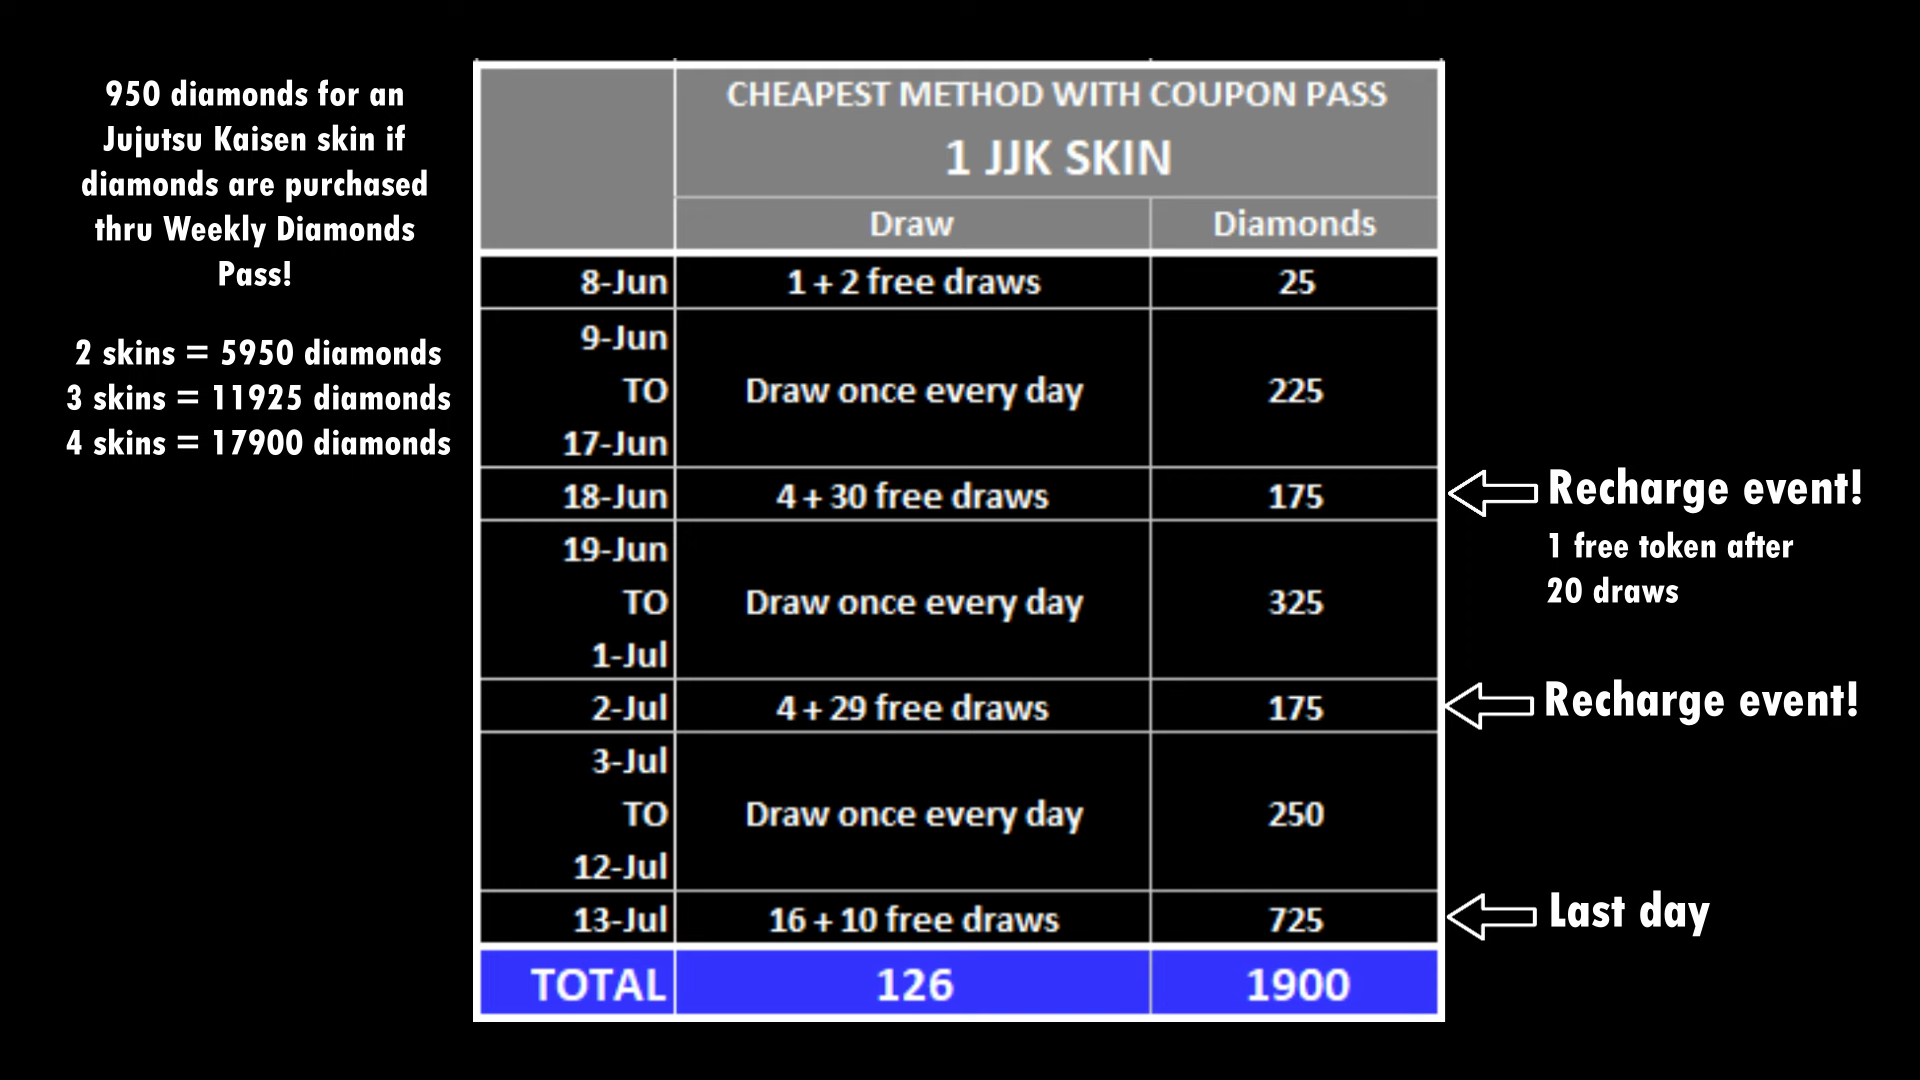 950 diamonds for an
Jujutsu Kaisen skin if
diamonds are purchased
thru Weekly Diamonds
Pass!
2 skins = 5950 diamonds
3 skins = 11925 diamonds
4 skins = 17900 diamonds
CHEAPEST METHOD WITH COUPON PASS
1 JJK SKIN
Draw Diamonds
8-Jun 1 + 2 free draws 25
9-Jun
TO Draw once every day 225
17-Jun
18-Jun 4 + 30 free draws 175
19-Jun
TO Draw once every day 325
1-Jul
2-Jul 4 + 29 free draws 175
3-Jul
TO Draw once every day 250
12-Jul
13-Jul 16 + 10 free draws 725
TOTAL 126 1900
Recharge event!
1 free token after
20 draws
Recharge event!
Last day